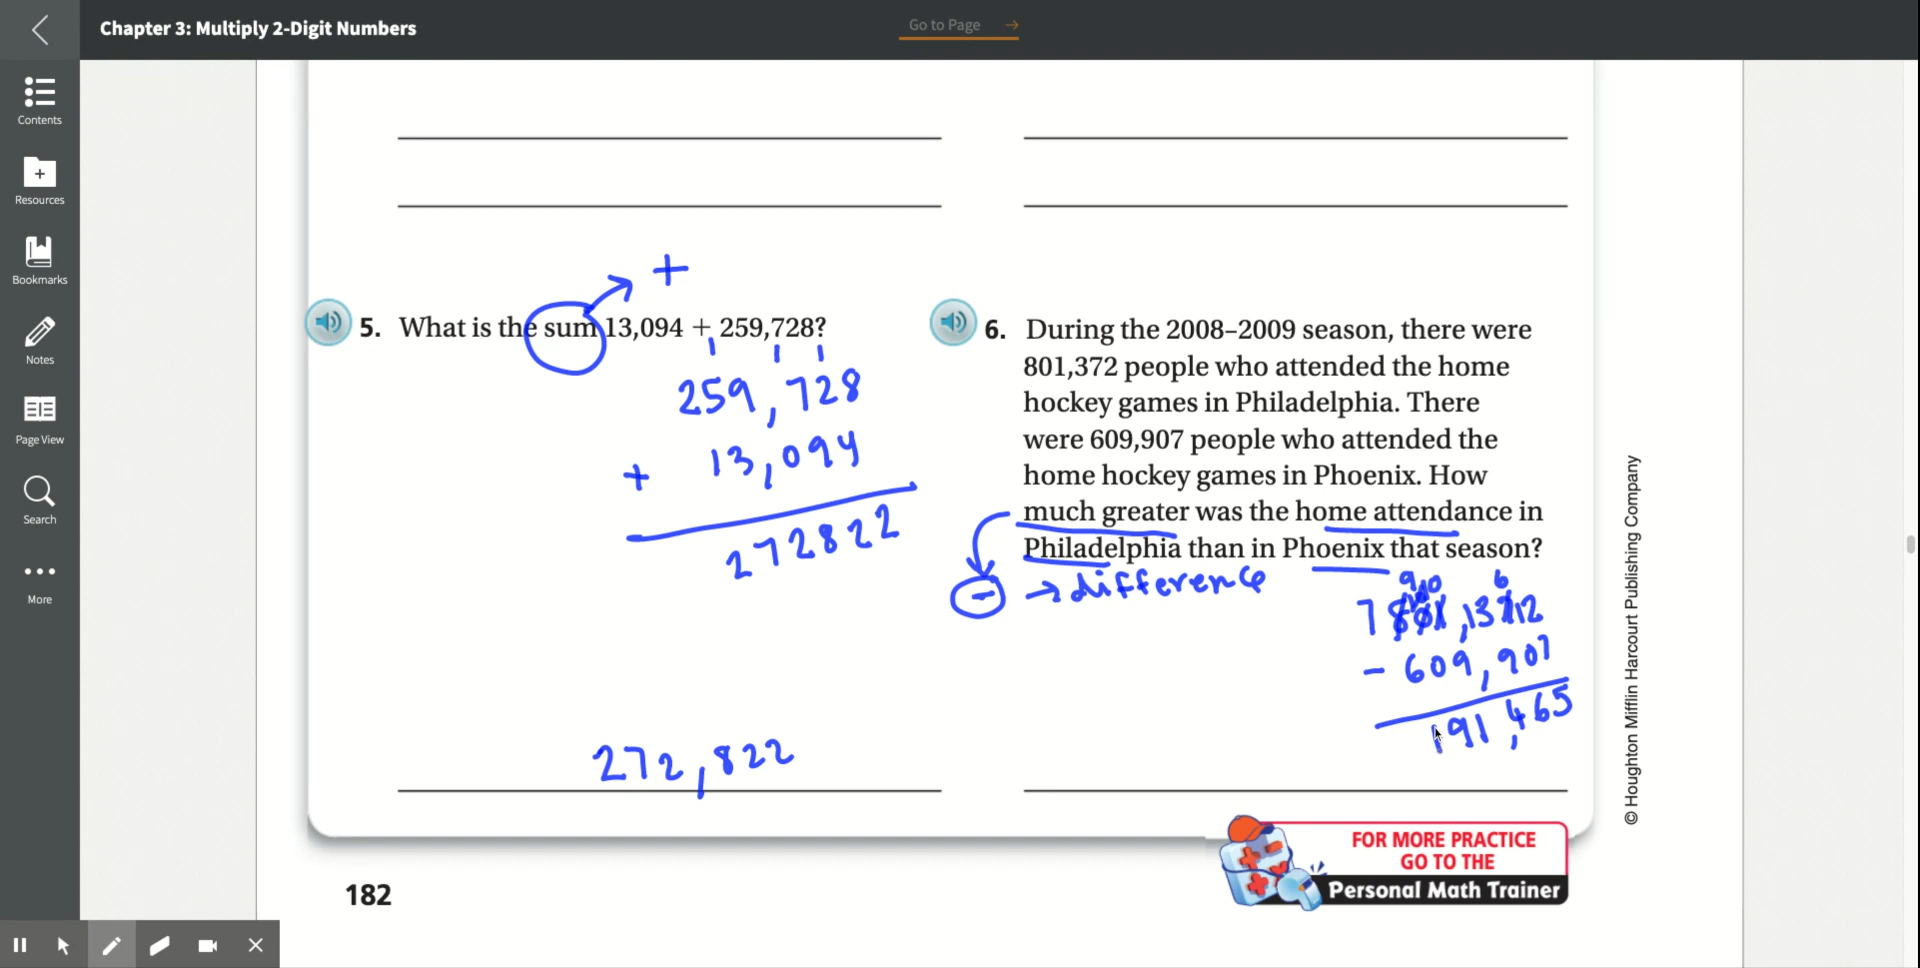 Chapter 3: Multiply 2-Digit Numbers
Go to Page →
Contents
Resources
Bookmarks
Notes
Page View
Search
More
+
5. What is the sum 13,094 + 259,728?
1 1 1
259,728
+ 13,094
272822
272,822
6. During the 2008–2009 season, there were
801,372 people who attended the home
hockey games in Philadelphia. There
were 609,907 people who attended the
home hockey games in Phoenix. How
much greater was the home attendance in
Philadelphia than in Phoenix that season?
− → difference
− 609,907
191,465
© Houghton Mifflin Harcourt Publishing Company
FOR MORE PRACTICE
GO TO THE
Personal Math Trainer
182